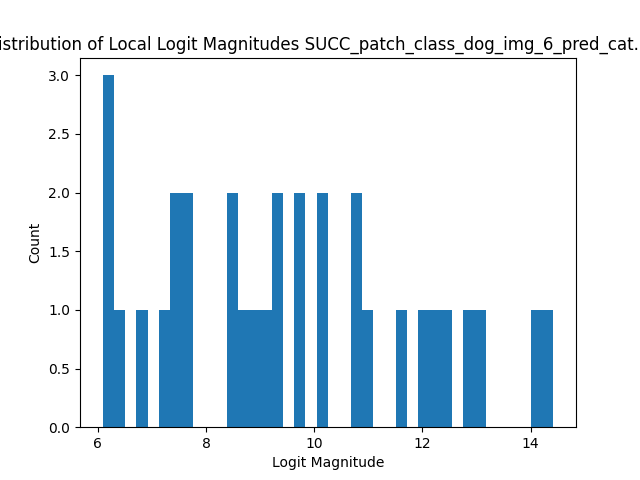 istribution of Local Logit Magnitudes SUCC_patch_class_dog_img_6_pred_cat.
3.0
2.5
2.0
1.5
1.0
0.5
0.0
Count
6 8 10 12 14
Logit Magnitude